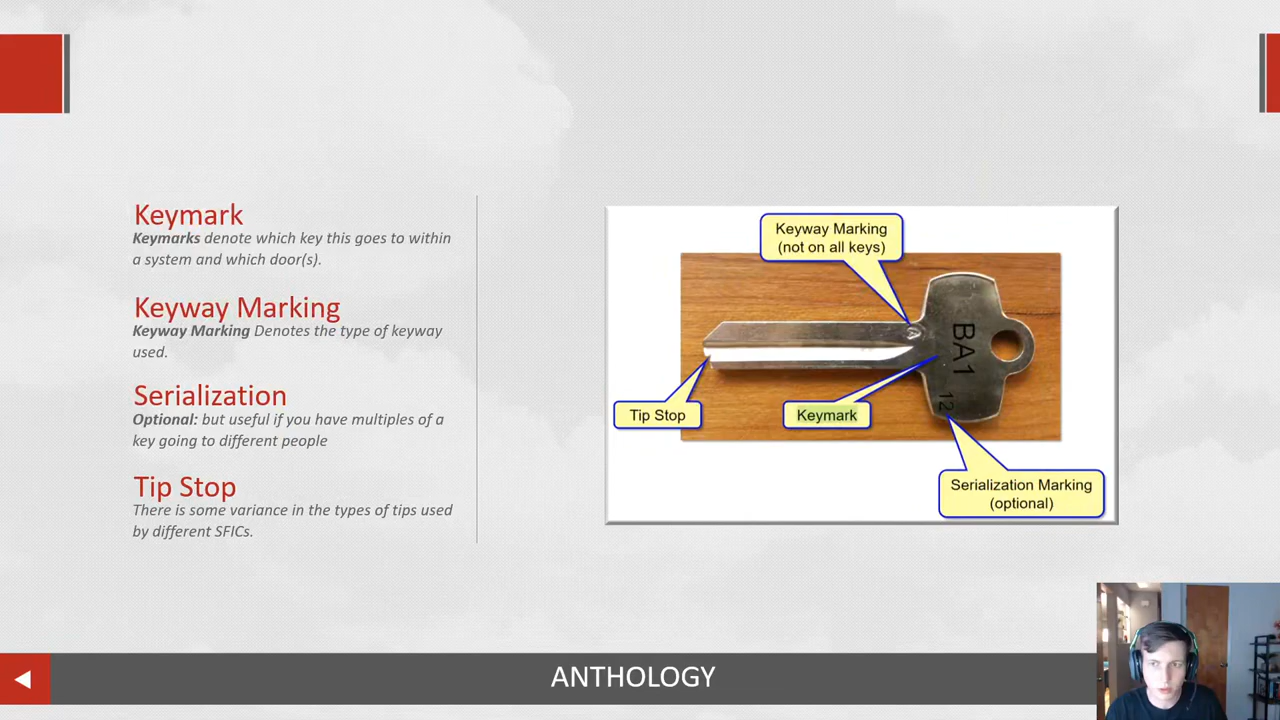 Keymark
Keymarks denote which key this goes to within
a system and which door(s).
Keyway Marking
Keyway Marking Denotes the type of keyway
used.
Serialization
Optional: but useful if you have multiples of a
key going to different people
Tip Stop
There is some variance in the types of tips used
by different SFICs.
Keyway Marking
(not on all keys)
A
BA1
12
Tip Stop
Keymark
Serialization Marking
(optional)
ANTHOLOGY